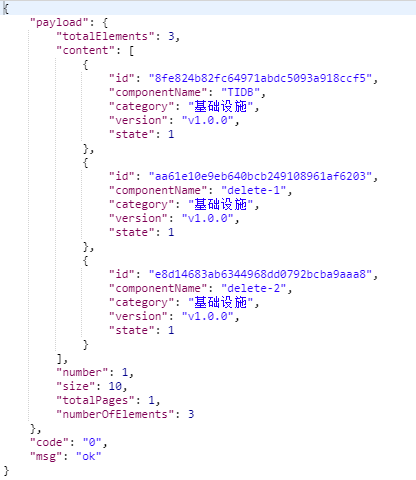 {
    "payload": {
        "totalElements": 3,
        "content": [
            {
                "id": "8fe824b82fc64971abdc5093a918ccf5",
                "componentName": "TIDB",
                "category": "基础设施",
                "version": "v1.0.0",
                "state": 1
            },
            {
                "id": "aa61e10e9eb640bcb249108961af6203",
                "componentName": "delete-1",
                "category": "基础设施",
                "version": "v1.0.0",
                "state": 1
            },
            {
                "id": "e8d14683ab6344968dd0792bcba9aaa8",
                "componentName": "delete-2",
                "category": "基础设施",
                "version": "v1.0.0",
                "state": 1
            }
        ],
        "number": 1,
        "size": 10,
        "totalPages": 1,
        "numberOfElements": 3
    },
    "code": "0",
    "msg": "ok"
}